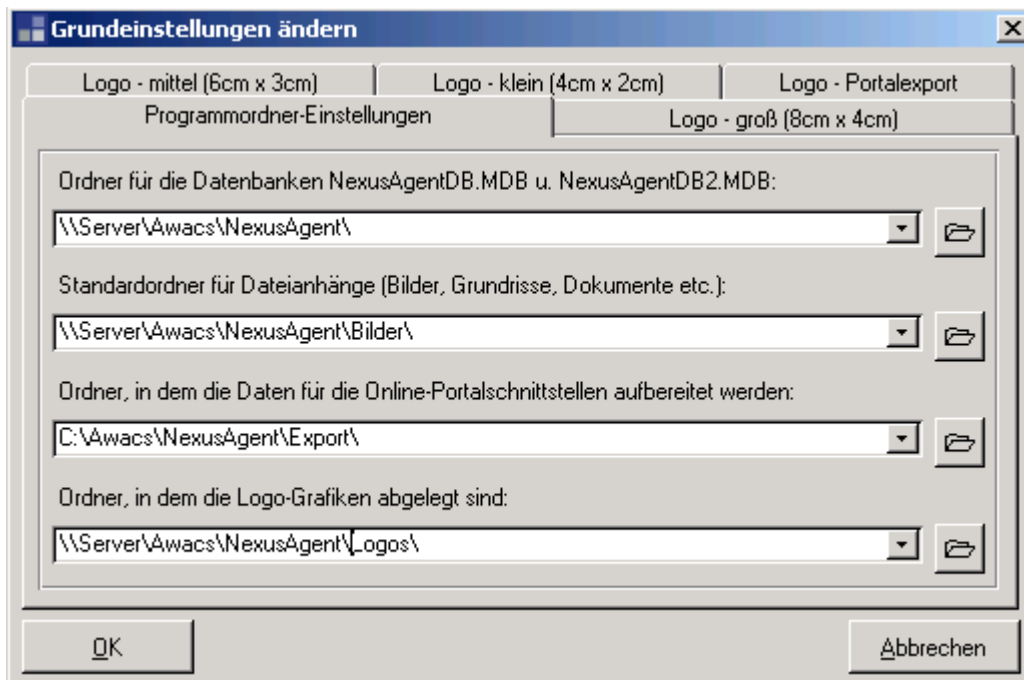 Grundeinstellungen ändern
Logo - mittel (6cm x 3cm)
Logo - klein (4cm x 2cm)
Logo - Portalexport
Programmordner-Einstellungen
Logo - groß (8cm x 4cm)
Ordner für die Datenbanken NexusAgentDB.MDB u. NexusAgentDB2.MDB:
\\Server\Awacs\NexusAgent\
Standardordner für Dateianhänge (Bilder, Grundrisse, Dokumente etc.):
\\Server\Awacs\NexusAgent\Bilder\
Ordner, in dem die Daten für die Online-Portalschnittstellen aufbereitet werden:
C:\Awacs\NexusAgent\Export\
Ordner, in dem die Logo-Grafiken abgelegt sind:
\\Server\Awacs\NexusAgent\Logos\
OK
Abbrechen